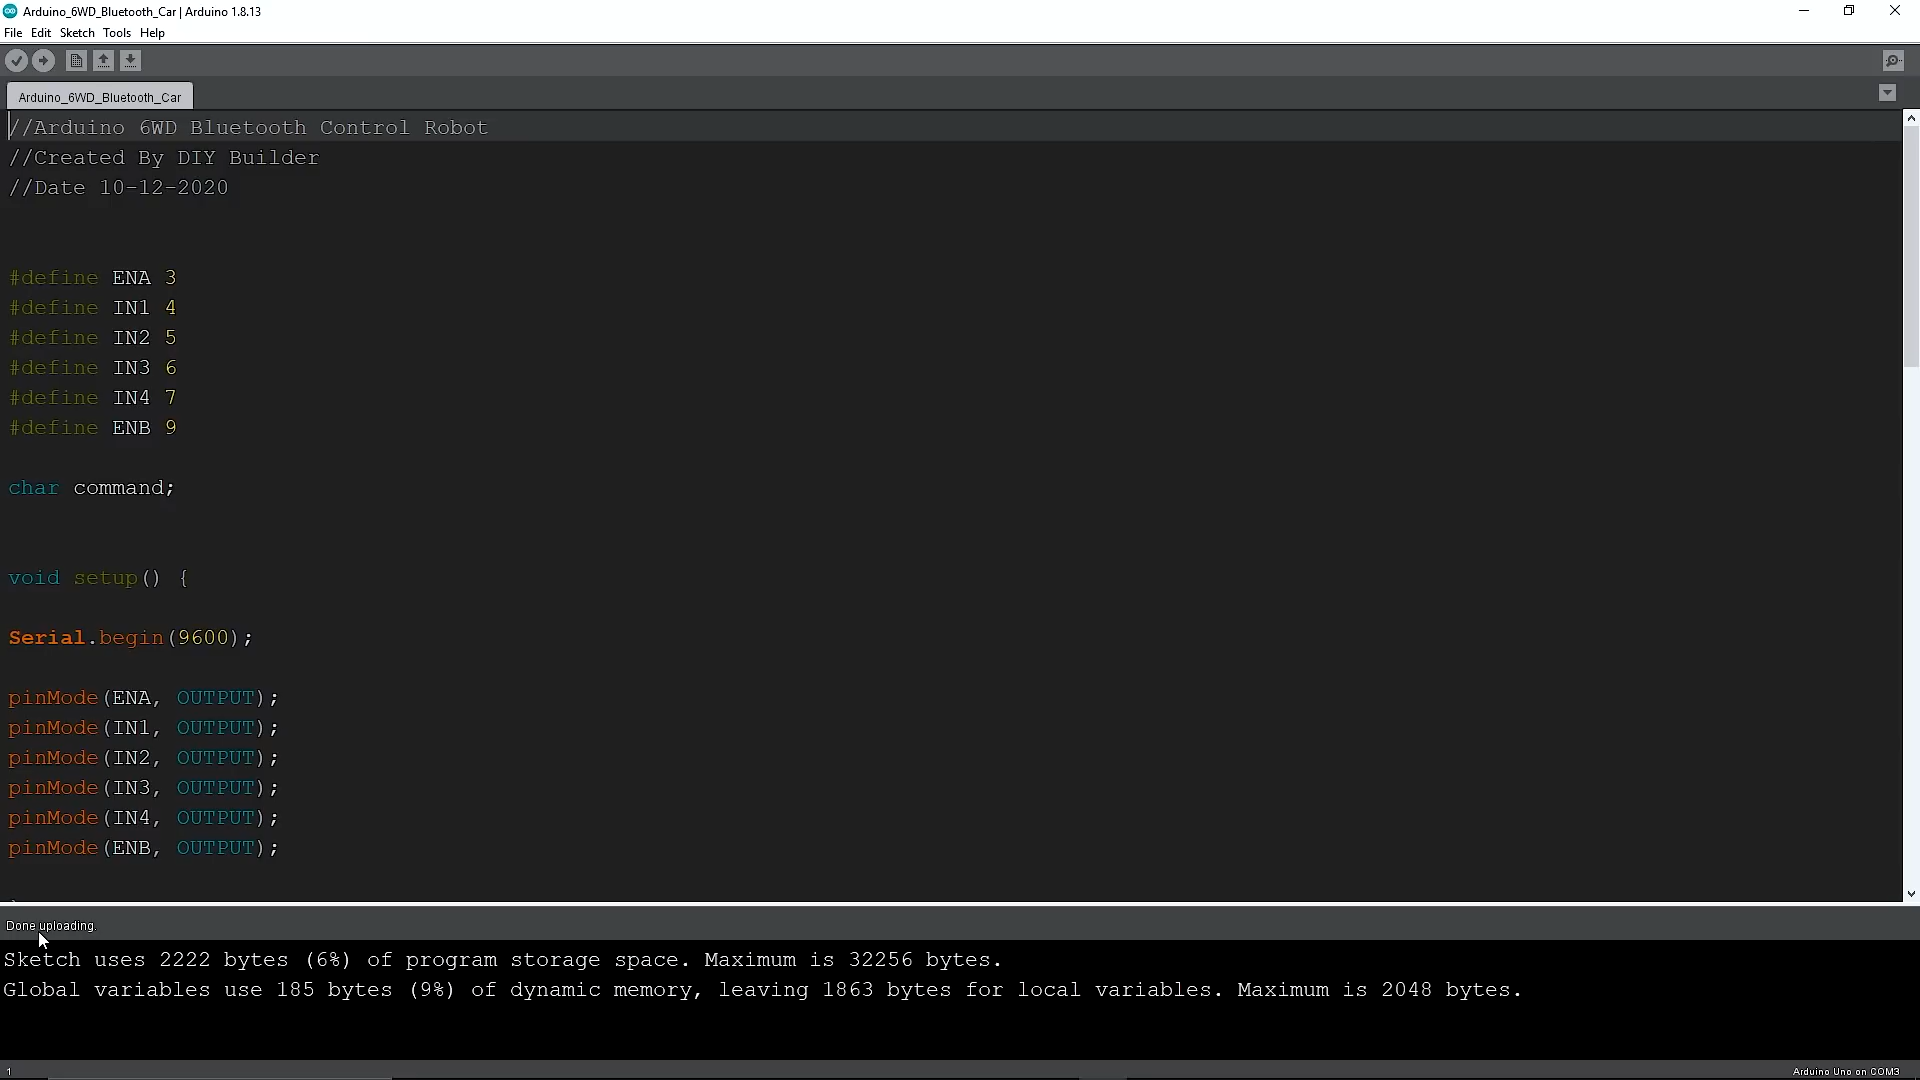 Arduino_6WD_Bluetooth_Car | Arduino 1.8.13
File Edit Sketch Tools Help
Arduino_6WD_Bluetooth_Car
//Arduino 6WD Bluetooth Control Robot
//Created By DIY Builder
//Date 10-12-2020
#define ENA 3
#define IN1 4
#define IN2 5
#define IN3 6
#define IN4 7
#define ENB 9
char command;
void setup() {
Serial.begin(9600);
pinMode(ENA, OUTPUT);
pinMode(IN1, OUTPUT);
pinMode(IN2, OUTPUT);
pinMode(IN3, OUTPUT);
pinMode(IN4, OUTPUT);
pinMode(ENB, OUTPUT);
Done uploading.
Sketch uses 2222 bytes (6%) of program storage space. Maximum is 32256 bytes.
Global variables use 185 bytes (9%) of dynamic memory, leaving 1863 bytes for local variables. Maximum is 2048 bytes.
1
Arduino Uno on COM3